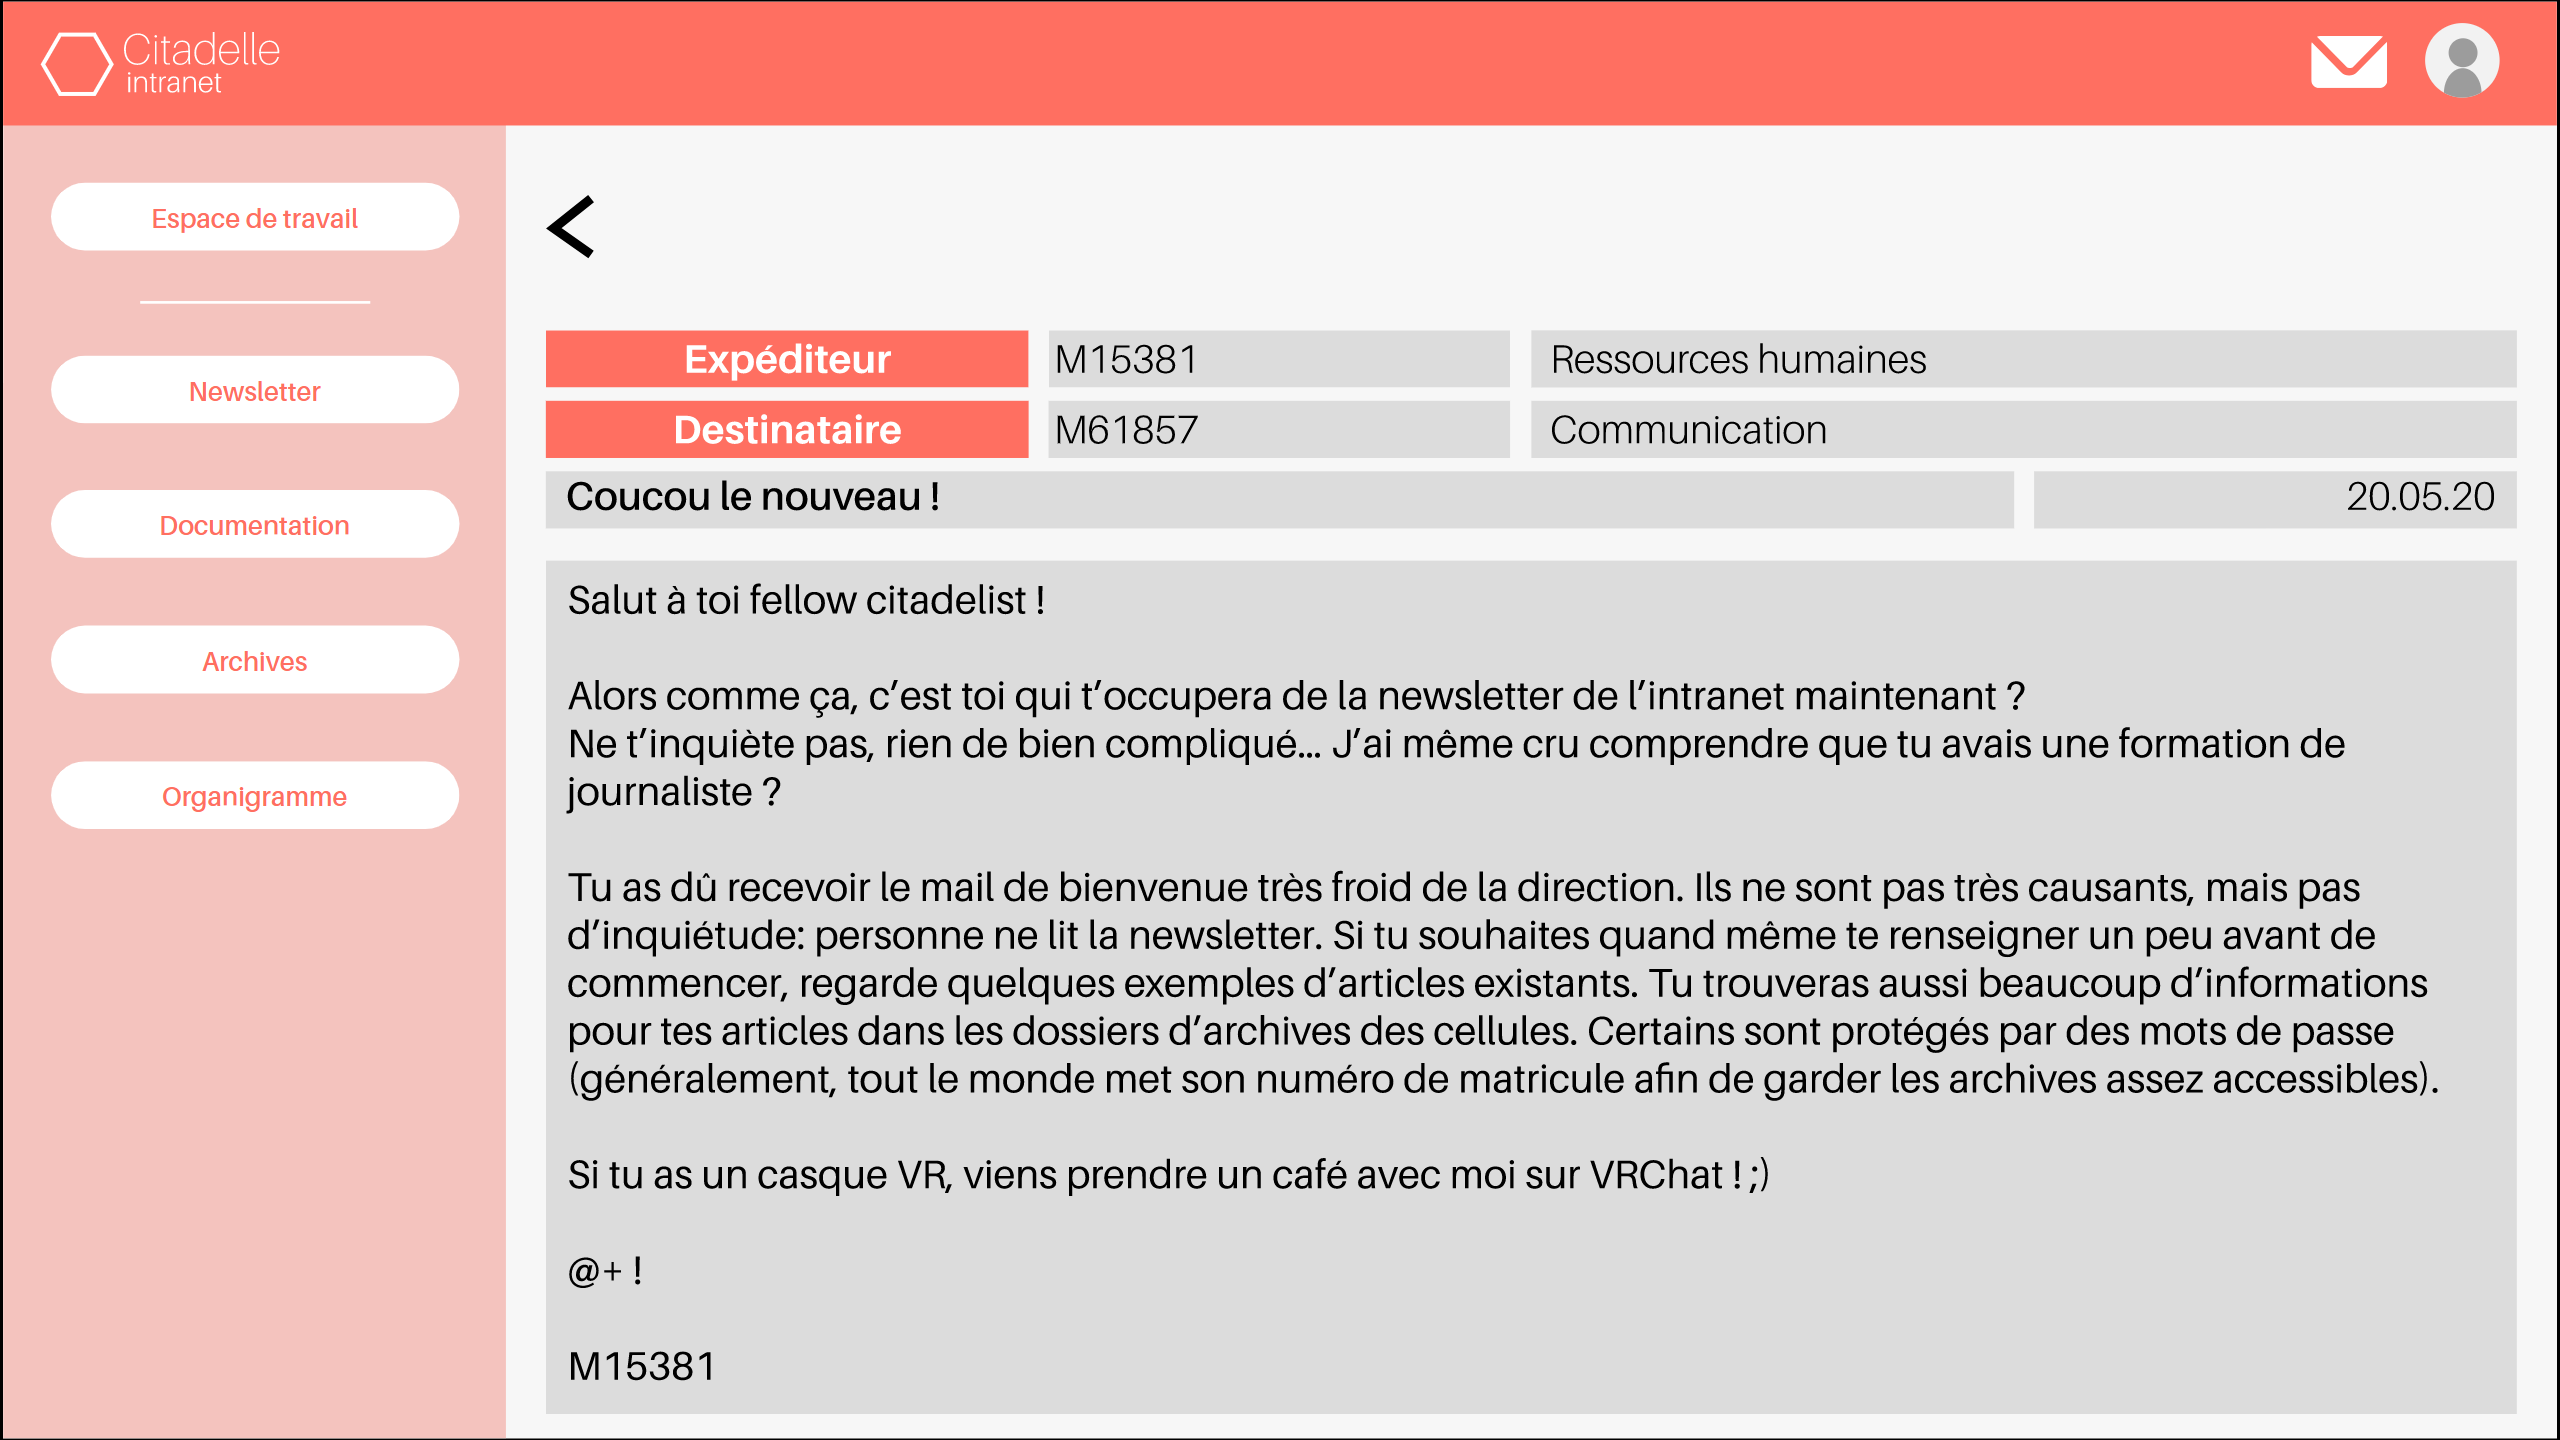 Citadelle
intranet
Espace de travail
Newsletter
Documentation
Archives
Organigramme
Expéditeur M15381 Ressources humaines
Destinataire M61857 Communication
Coucou le nouveau ! 20.05.20
Salut à toi fellow citadelist !
Alors comme ça, c’est toi qui t’occupera de la newsletter de l’intranet maintenant ?
Ne t’inquiète pas, rien de bien compliqué... J’ai même cru comprendre que tu avais une formation de
journaliste ?
Tu as dû recevoir le mail de bienvenue très froid de la direction. Ils ne sont pas très causants, mais pas
d’inquiétude: personne ne lit la newsletter. Si tu souhaites quand même te renseigner un peu avant de
commencer, regarde quelques exemples d’articles existants. Tu trouveras aussi beaucoup d’informations
pour tes articles dans les dossiers d’archives des cellules. Certains sont protégés par des mots de passe
(généralement, tout le monde met son numéro de matricule afin de garder les archives assez accessibles).
Si tu as un casque VR, viens prendre un café avec moi sur VRChat ! ;)
@+ !
M15381